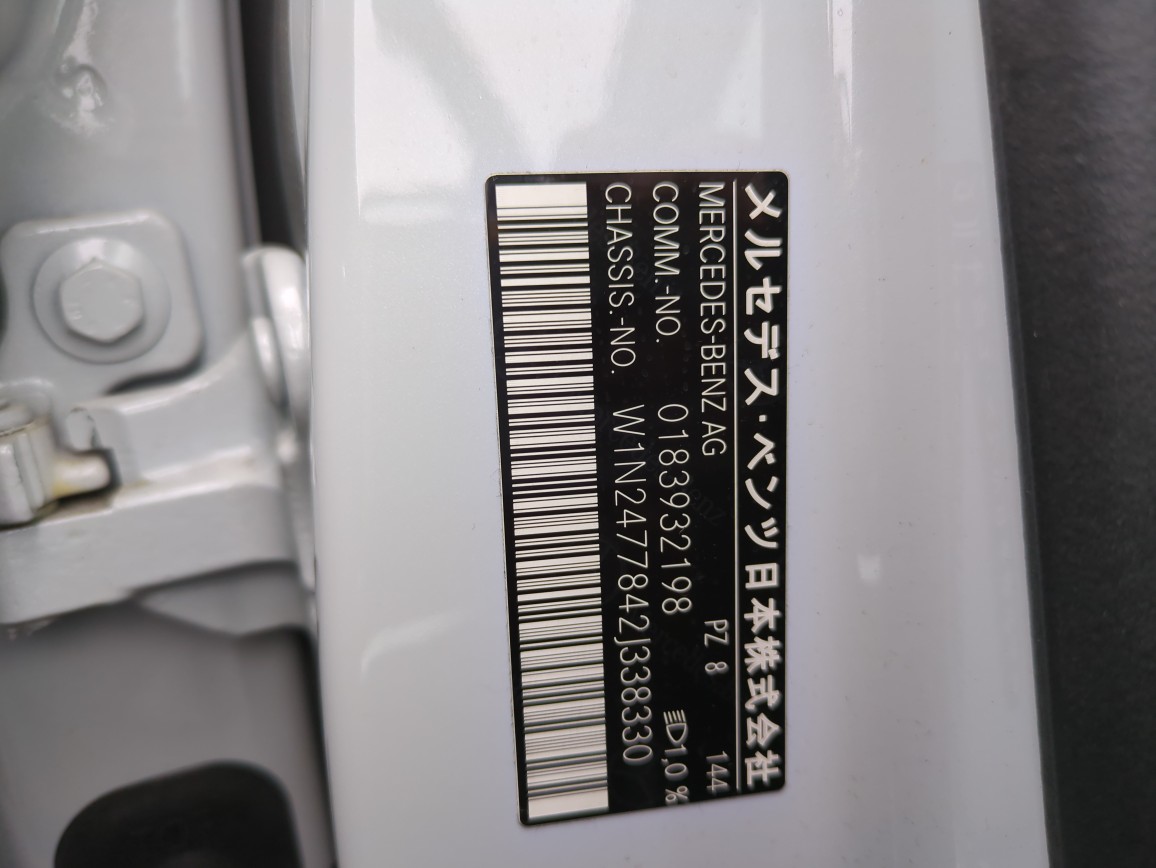 メルセデス・ベンツ日本株式会社
MERCEDES-BENZ AG PZ 8 144
COMM.-NO. 0183932198 1,0 %
CHASSIS.-NO. W1N2477842J338330